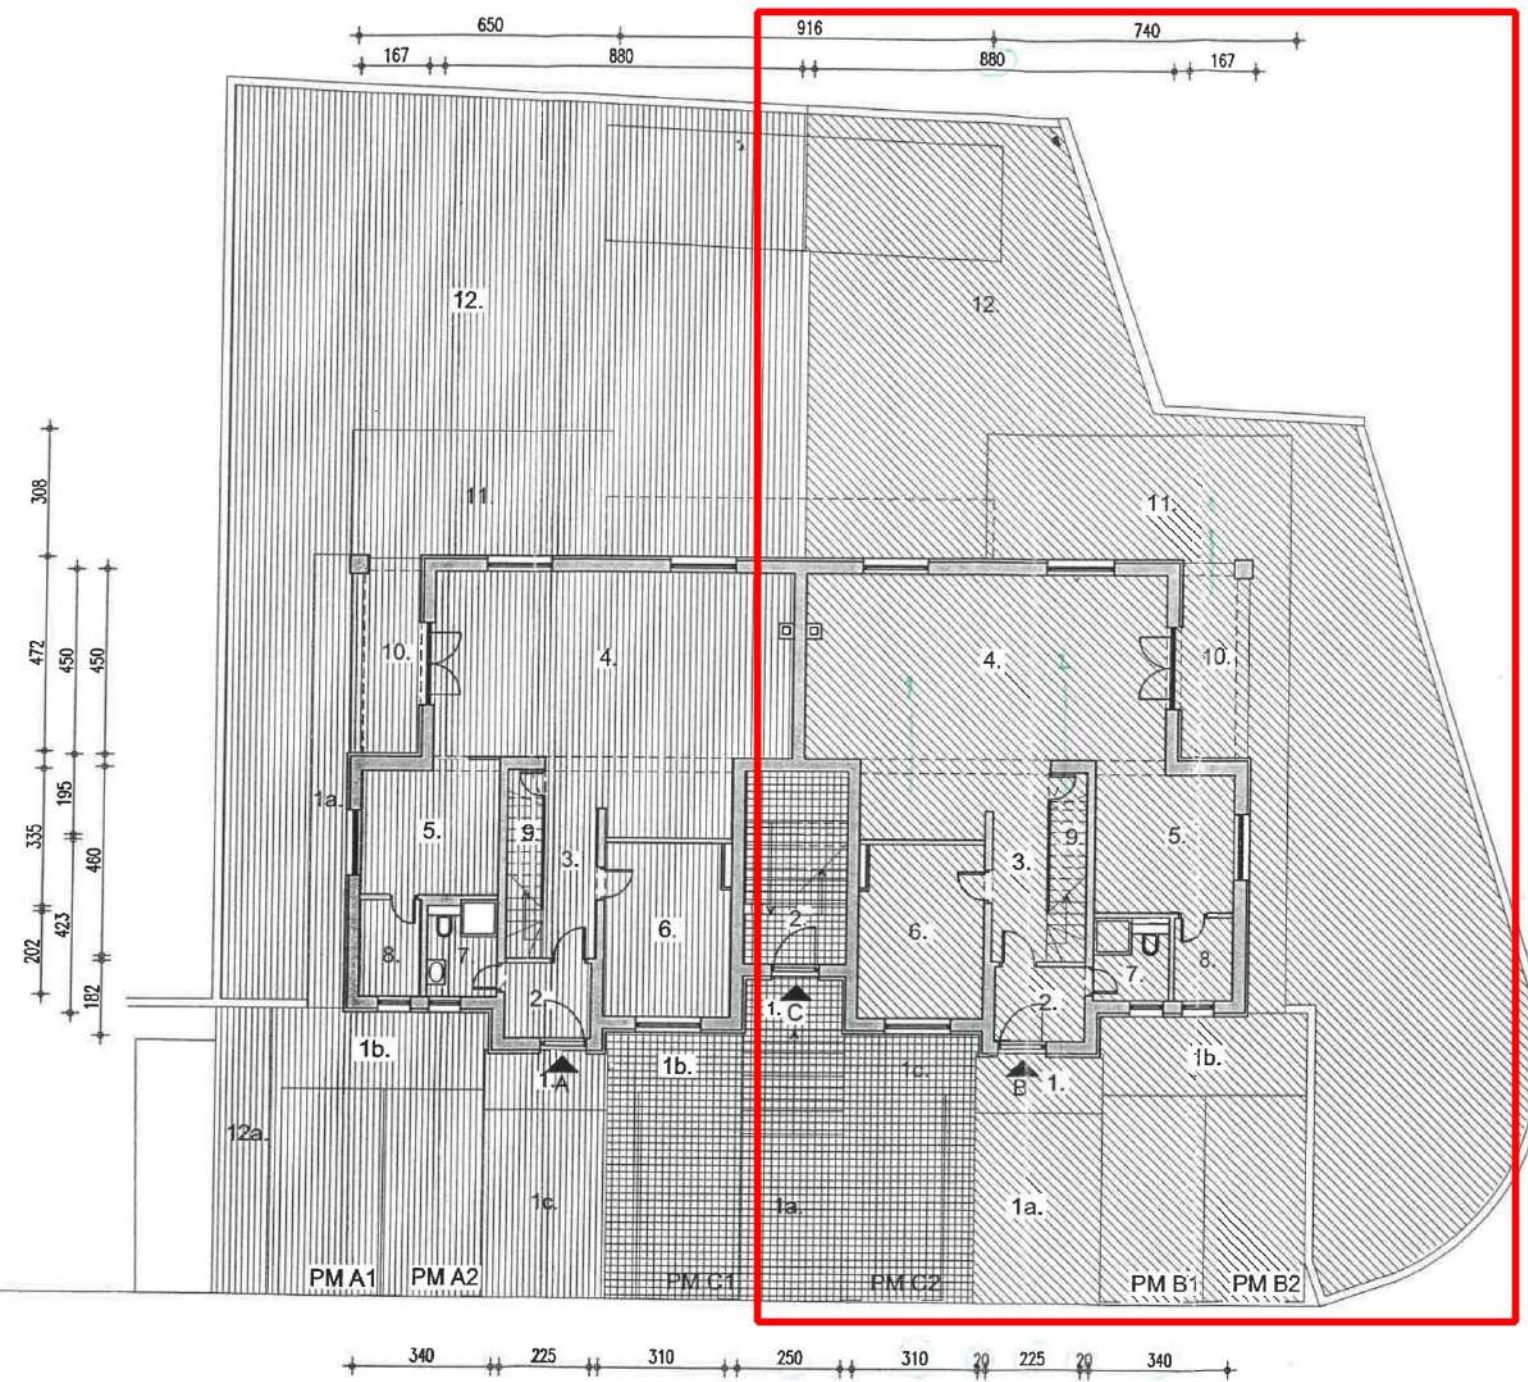 650 916 740
167 880 880 167
12. 12.
308
11. 11.
472 450 450
10. 4. 4. 10.
1a.
195
335 460
5. 9. 3. 3. 9. 5.
423
202
8. 7. 6. 2. 6. 7. 8.
182
2. 2.
1. C
1b. 1b. 1c. 1b.
1. A B 1.
12a.
1c. 1a. 1a.
PM A1 PM A2 PM C1 PM C2 PM B1 PM B2
340 225 310 250 310 20 225 20 340